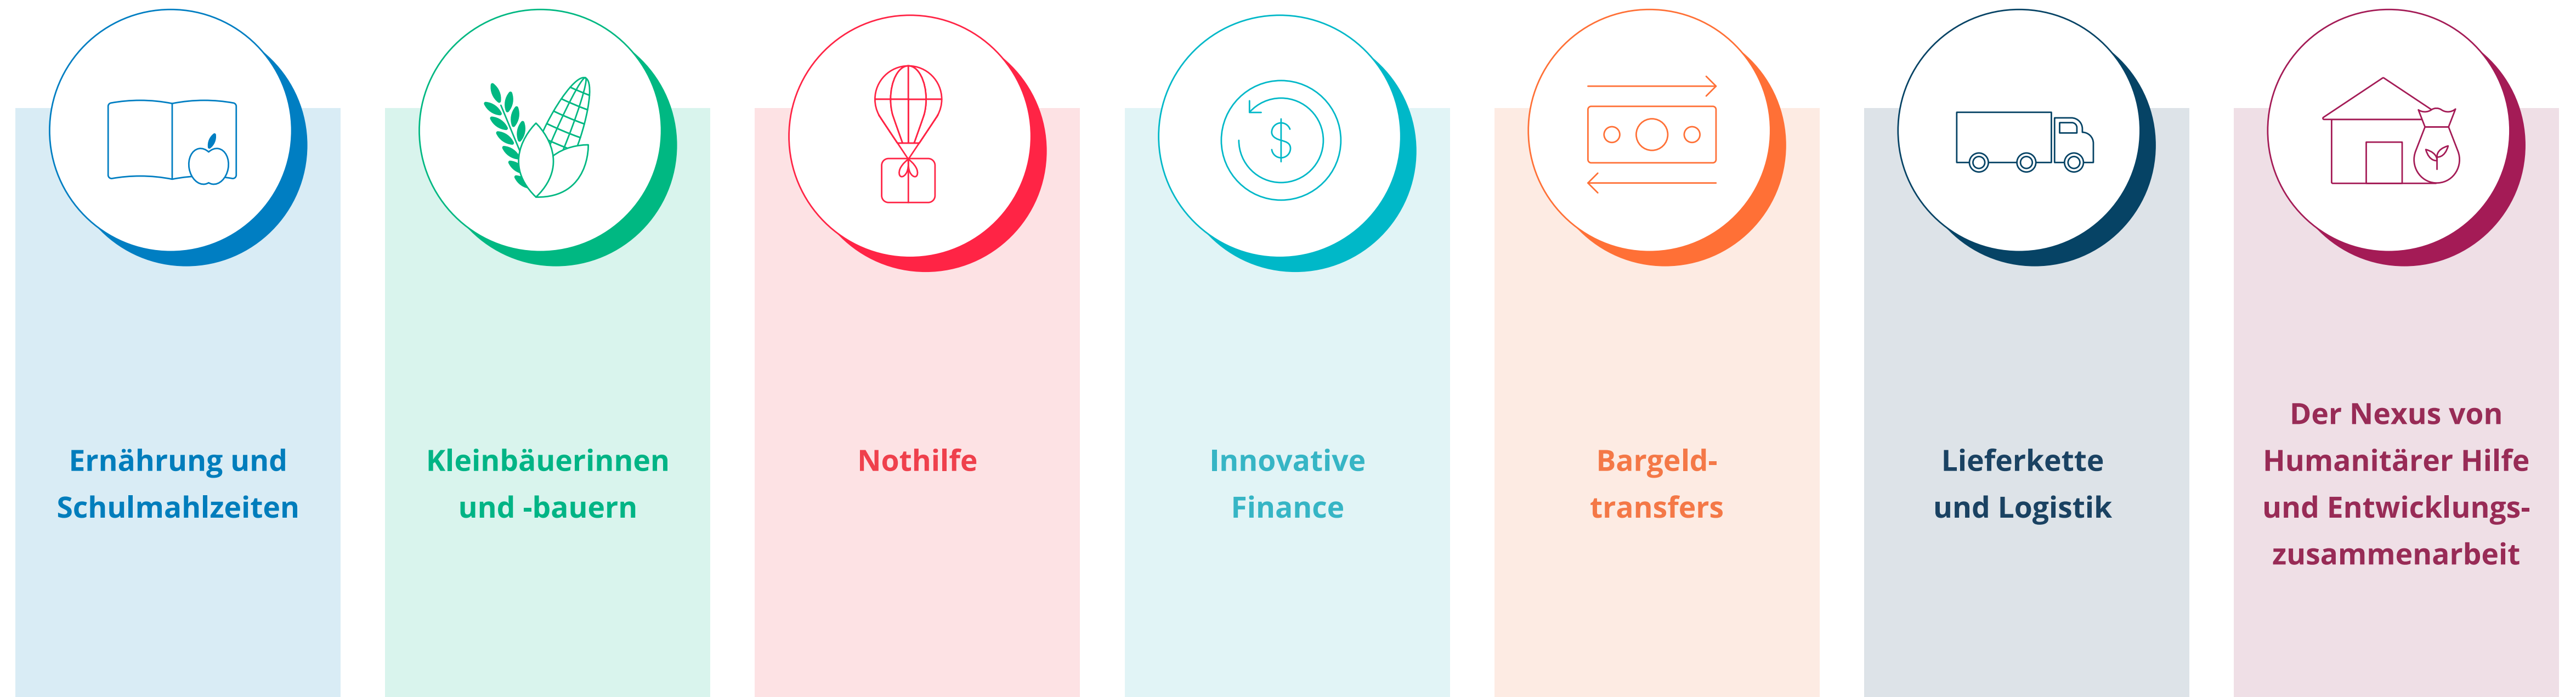 Ernährung und
Schulmahlzeiten
Kleinbäuerinnen
und -bauern
Nothilfe
$
Innovative
Finance
Bargeld-
transfers
Lieferkette
und Logistik
Der Nexus von
Humanitärer Hilfe
und Entwicklungs-
zusammenarbeit